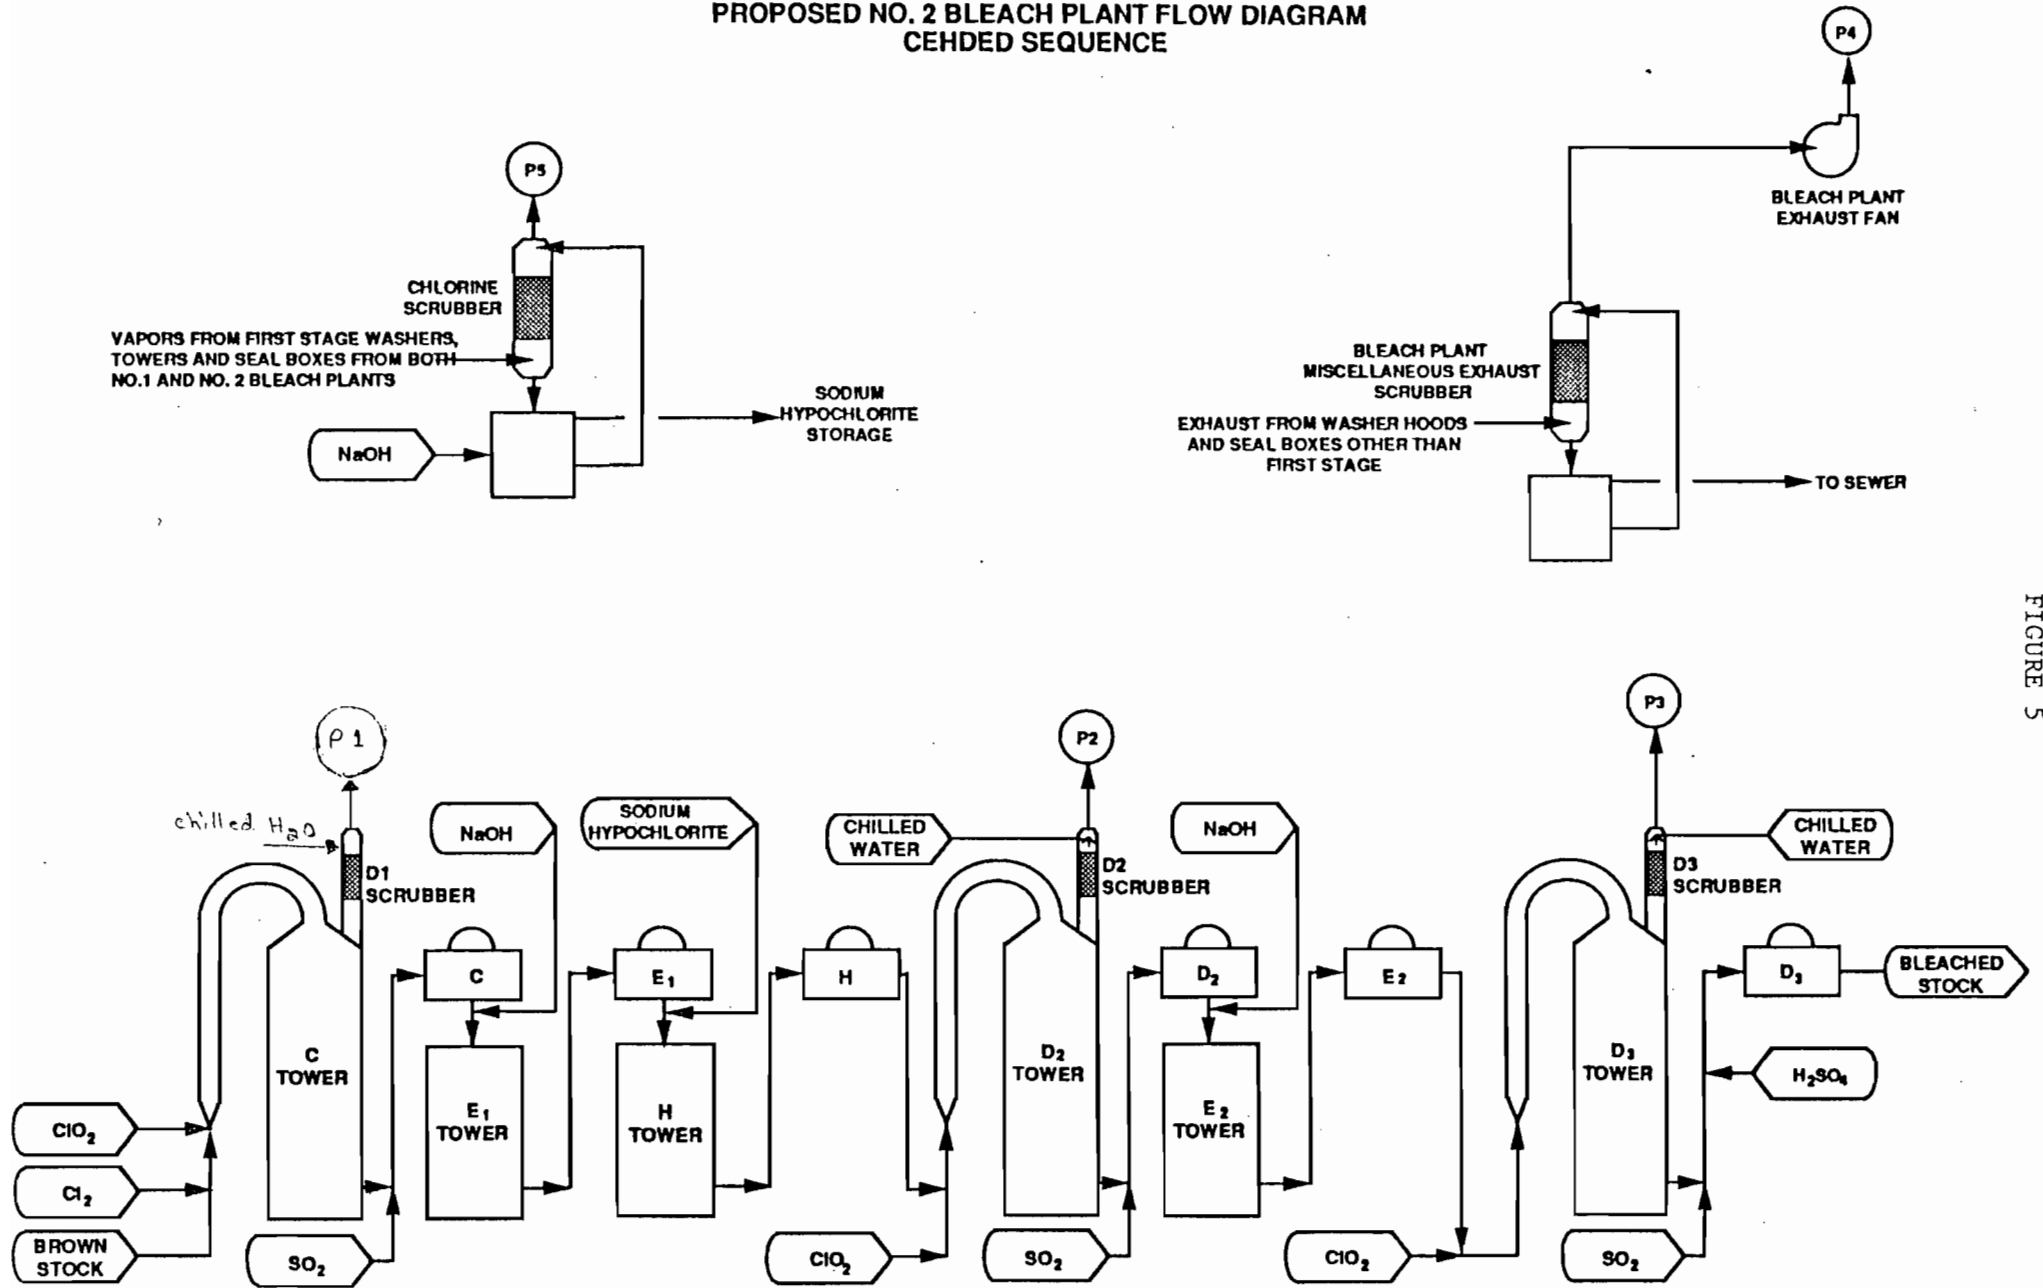 PROPOSED NO. 2 BLEACH PLANT FLOW DIAGRAM
CEHDED SEQUENCE
P4
BLEACH PLANT
EXHAUST FAN
P5
CHLORINE
SCRUBBER
VAPORS FROM FIRST STAGE WASHERS,
TOWERS AND SEAL BOXES FROM BOTH
NO.1 AND NO. 2 BLEACH PLANTS
NaOH
SODIUM
HYPOCHLORITE
STORAGE
BLEACH PLANT
MISCELLANEOUS EXHAUST
SCRUBBER
EXHAUST FROM WASHER HOODS
AND SEAL BOXES OTHER THAN
FIRST STAGE
TO SEWER
FIGURE 5
P1
chilled H2O
D1
SCRUBBER
NaOH
SODIUM
HYPOCHLORITE
P2
CHILLED
WATER
D2
SCRUBBER
NaOH
P3
CHILLED
WATER
D3
SCRUBBER
C
E1
H
D2
E2
D3
BLEACHED
STOCK
C
TOWER
E1
TOWER
H
TOWER
D2
TOWER
E2
TOWER
D3
TOWER
H2SO4
ClO2
Cl2
BROWN
STOCK
SO2
ClO2
SO2
ClO2
SO2